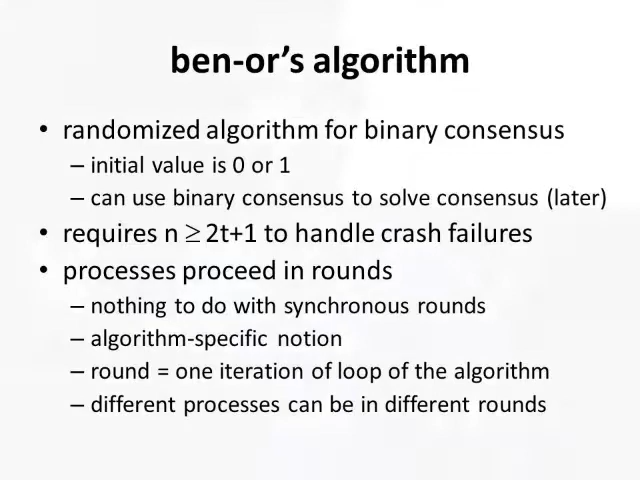 ben-or’s algorithm
• randomized algorithm for binary consensus
– initial value is 0 or 1
– can use binary consensus to solve consensus (later)
• requires n ≥ 2t+1 to handle crash failures
• processes proceed in rounds
– nothing to do with synchronous rounds
– algorithm-specific notion
– round = one iteration of loop of the algorithm
– different processes can be in different rounds